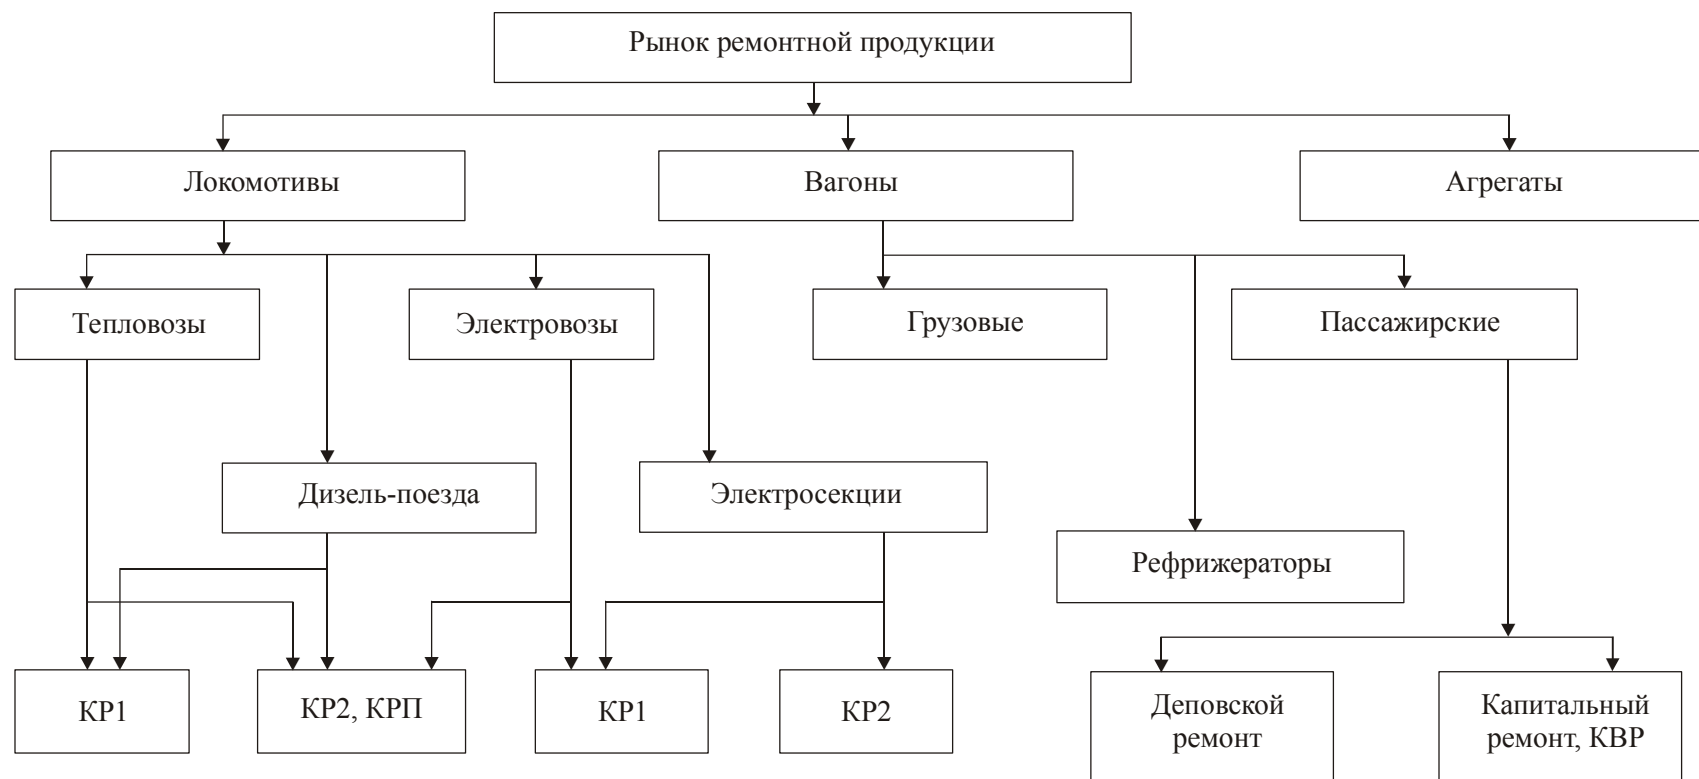 Рынок ремонтной продукции
Локомотивы
Вагоны
Агрегаты
Тепловозы
Электровозы
Грузовые
Пассажирские
Дизель-поезда
Электросекции
Рефрижераторы
КР1
КР2, КРП
КР1
КР2
Деповской
ремонт
Капитальный
ремонт, КВР